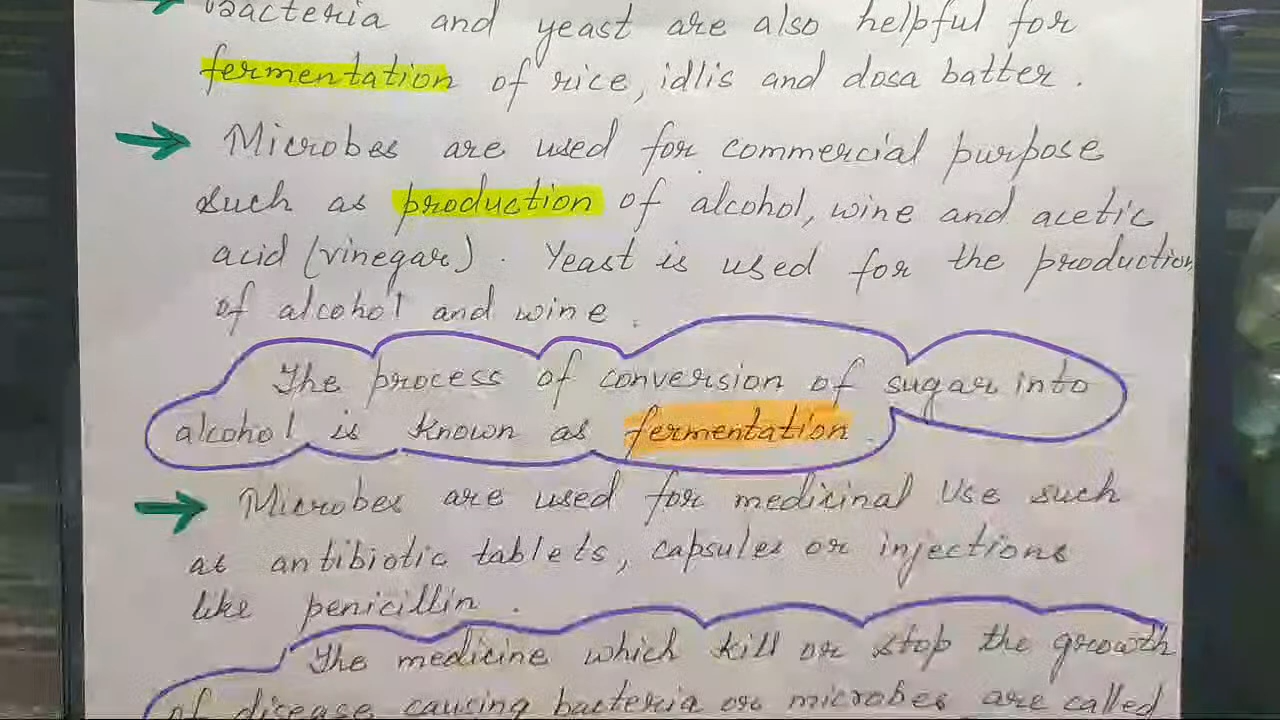 Bacteria and yeast are also helpful for
fermentation of rice, idlis and dosa batter.
→ Microbes are used for commercial purpose
such as production of alcohol, wine and acetic
acid (vinegar). Yeast is used for the production
of alcohol and wine.
The process of conversion of sugar into
alcohol is known as fermentation.
→ Microbes are used for medicinal use such
as antibiotic tablets, capsules or injections
like penicillin.
The medicine which kill or stop the growth
of disease causing bacteria or microbes are called